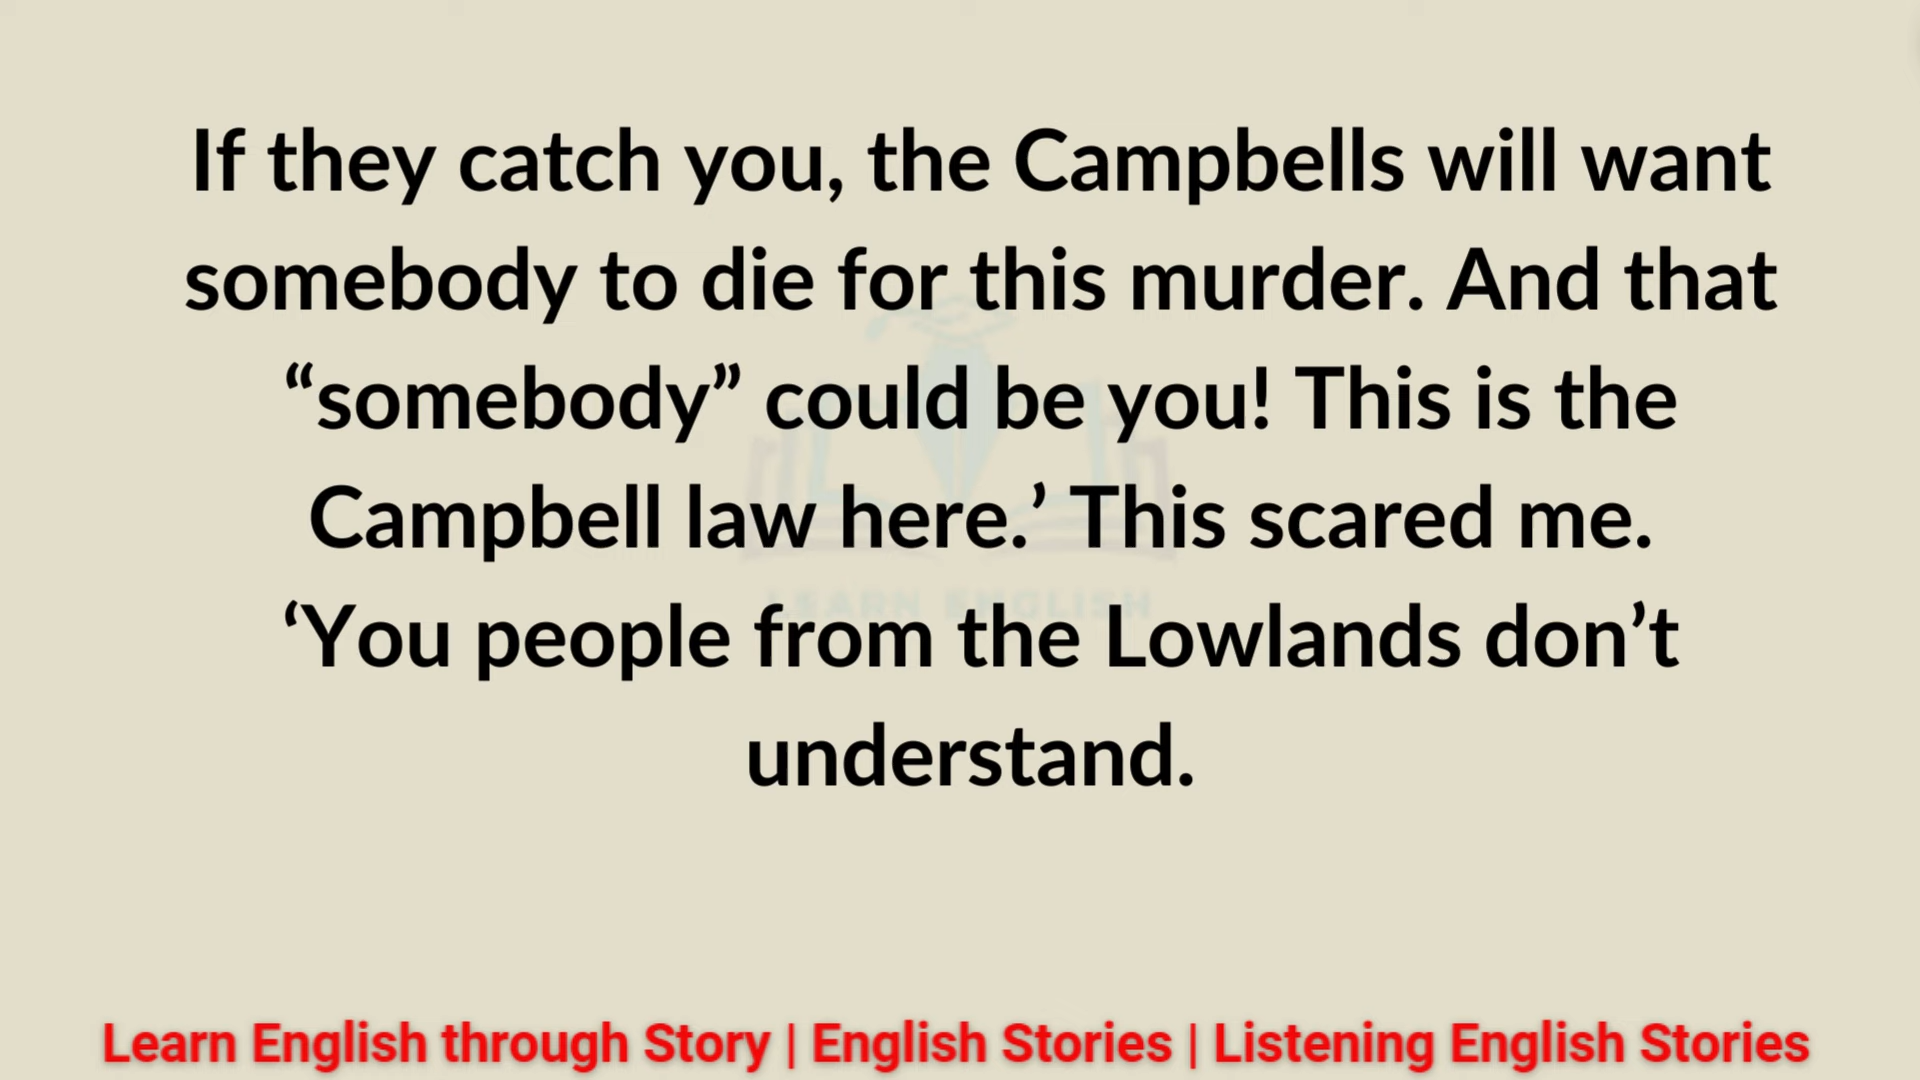 If they catch you, the Campbells will want
somebody to die for this murder. And that
“somebody” could be you! This is the
Campbell law here.’ This scared me.
‘You people from the Lowlands don’t
understand.
LEARN ENGLISH
Learn English through Story | English Stories | Listening English Stories